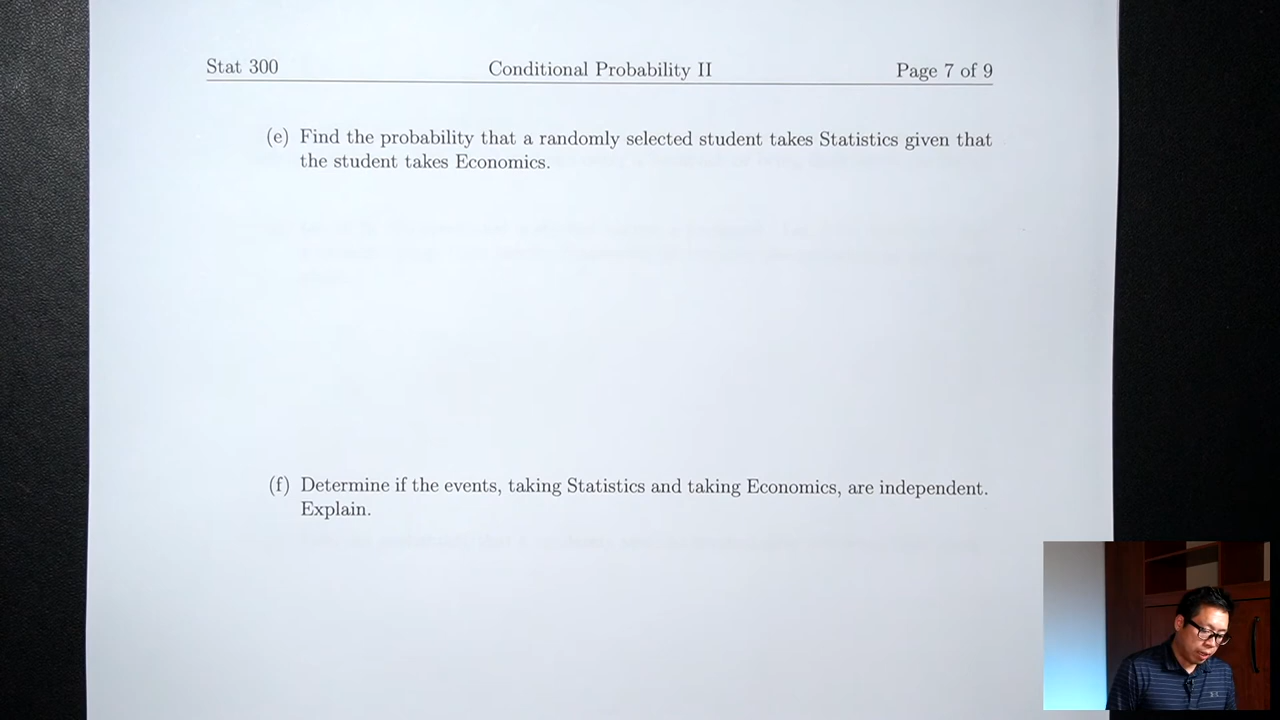 Stat 300 Conditional Probability II Page 7 of 9
(e) Find the probability that a randomly selected student takes Statistics given that
the student takes Economics.
(f) Determine if the events, taking Statistics and taking Economics, are independent.
Explain.